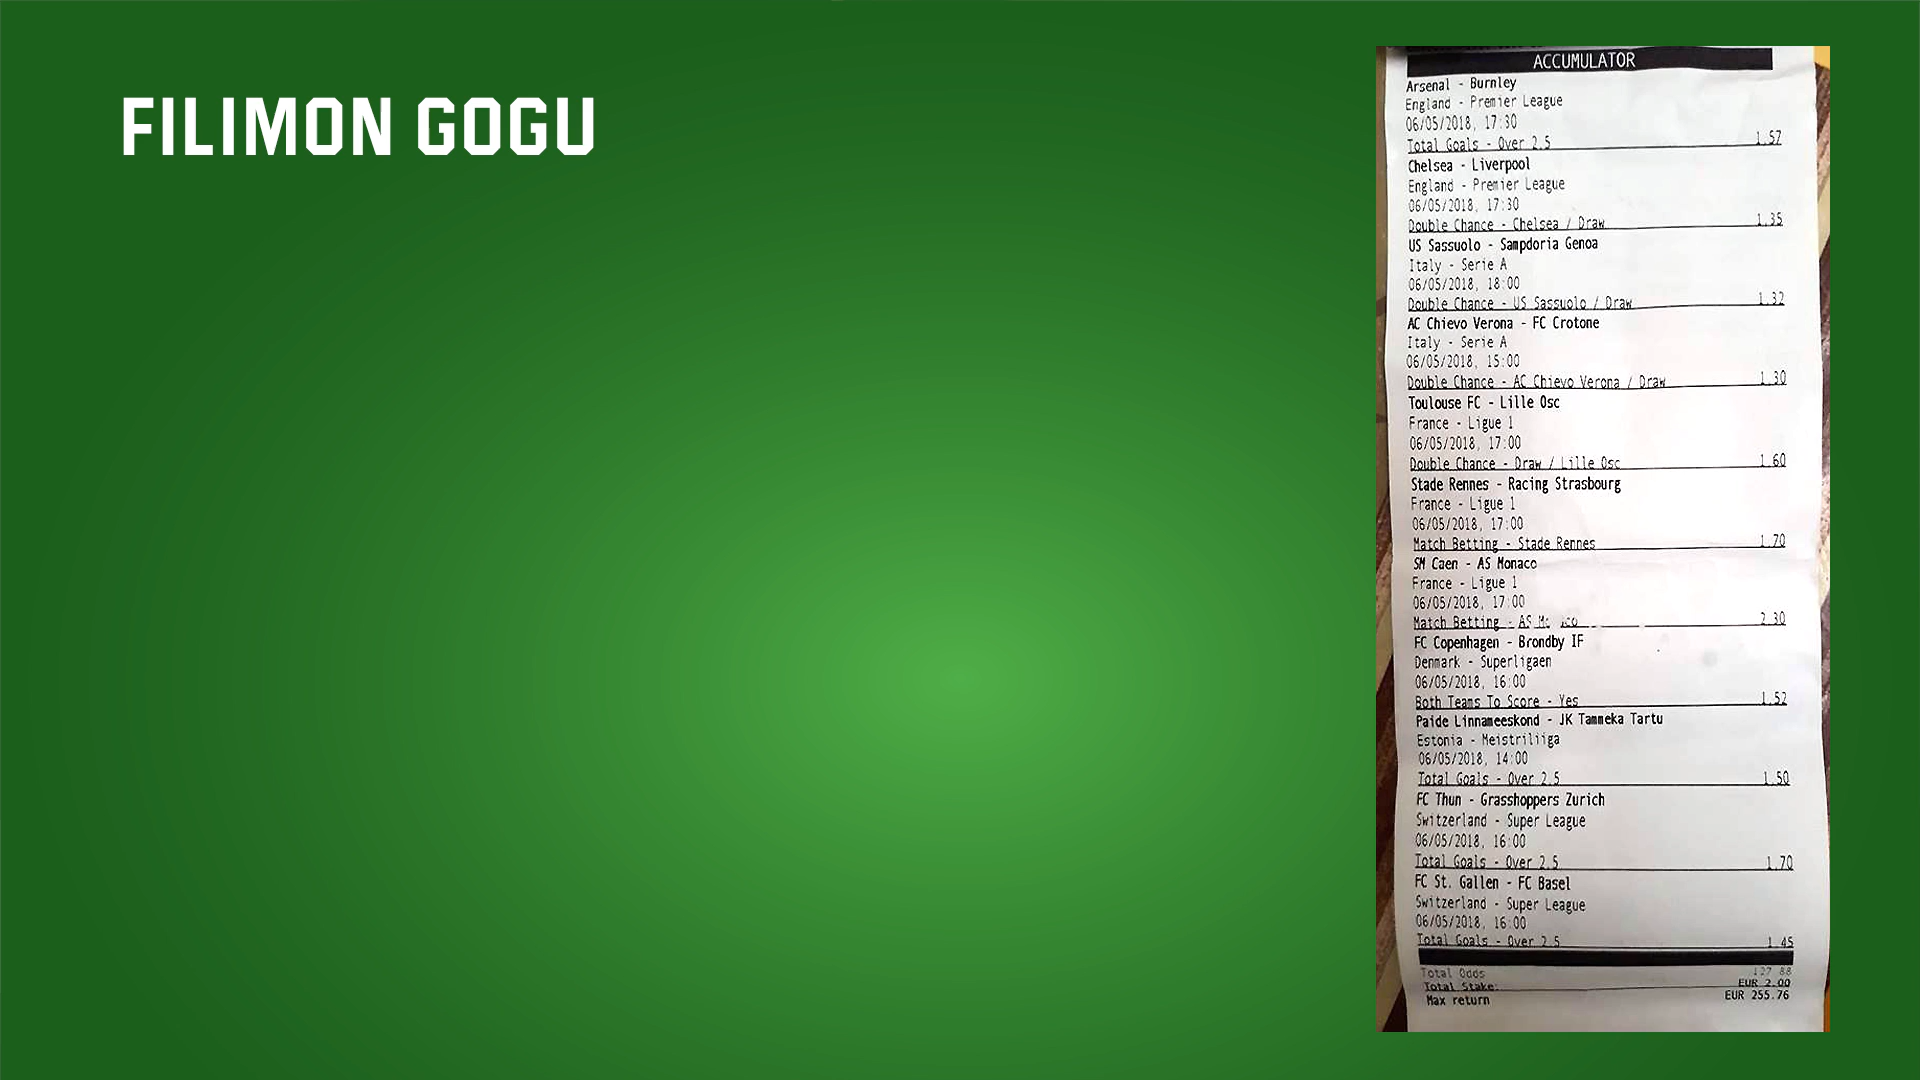 FILIMON GOGU
ACCUMULATOR
Arsenal - Burnley
England - Premier League
06/05/2018, 17:30
Total Goals - Over 2.5 1.57
Chelsea - Liverpool
England - Premier League
06/05/2018, 17:30
Double Chance - Chelsea / Draw 1.35
US Sassuolo - Sampdoria Genoa
Italy - Serie A
06/05/2018, 18:00
Double Chance - US Sassuolo / Draw 1.32
AC Chievo Verona - FC Crotone
Italy - Serie A
06/05/2018, 15:00
Double Chance - AC Chievo Verona / Draw 1.30
Toulouse FC - Lille Osc
France - Ligue 1
06/05/2018, 17:00
Double Chance - Draw / Lille Osc 1.60
Stade Rennes - Racing Strasbourg
France - Ligue 1
06/05/2018, 17:00
Match Betting - Stade Rennes 1.70
SM Caen - AS Monaco
France - Ligue 1
06/05/2018, 17:00
Match Betting - AS 2.30
FC Copenhagen - Brondby IF
Denmark - Superligaen
06/05/2018, 16:00
Both Teams To Score - Yes 1.52
Paide Linnameeskond - JK Tammeka Tartu
Estonia - Meistriliiga
06/05/2018, 14:00
Total Goals - Over 2.5 1.50
FC Thun - Grasshoppers Zurich
Switzerland - Super League
06/05/2018, 16:00
Total Goals - Over 2.5 1.70
FC St. Gallen - FC Basel
Switzerland - Super League
06/05/2018, 16:00
Total Goals - Over 2.5 1.45
Total Odds 127.88
Total Stake: EUR 2.00
Max return EUR 255.76